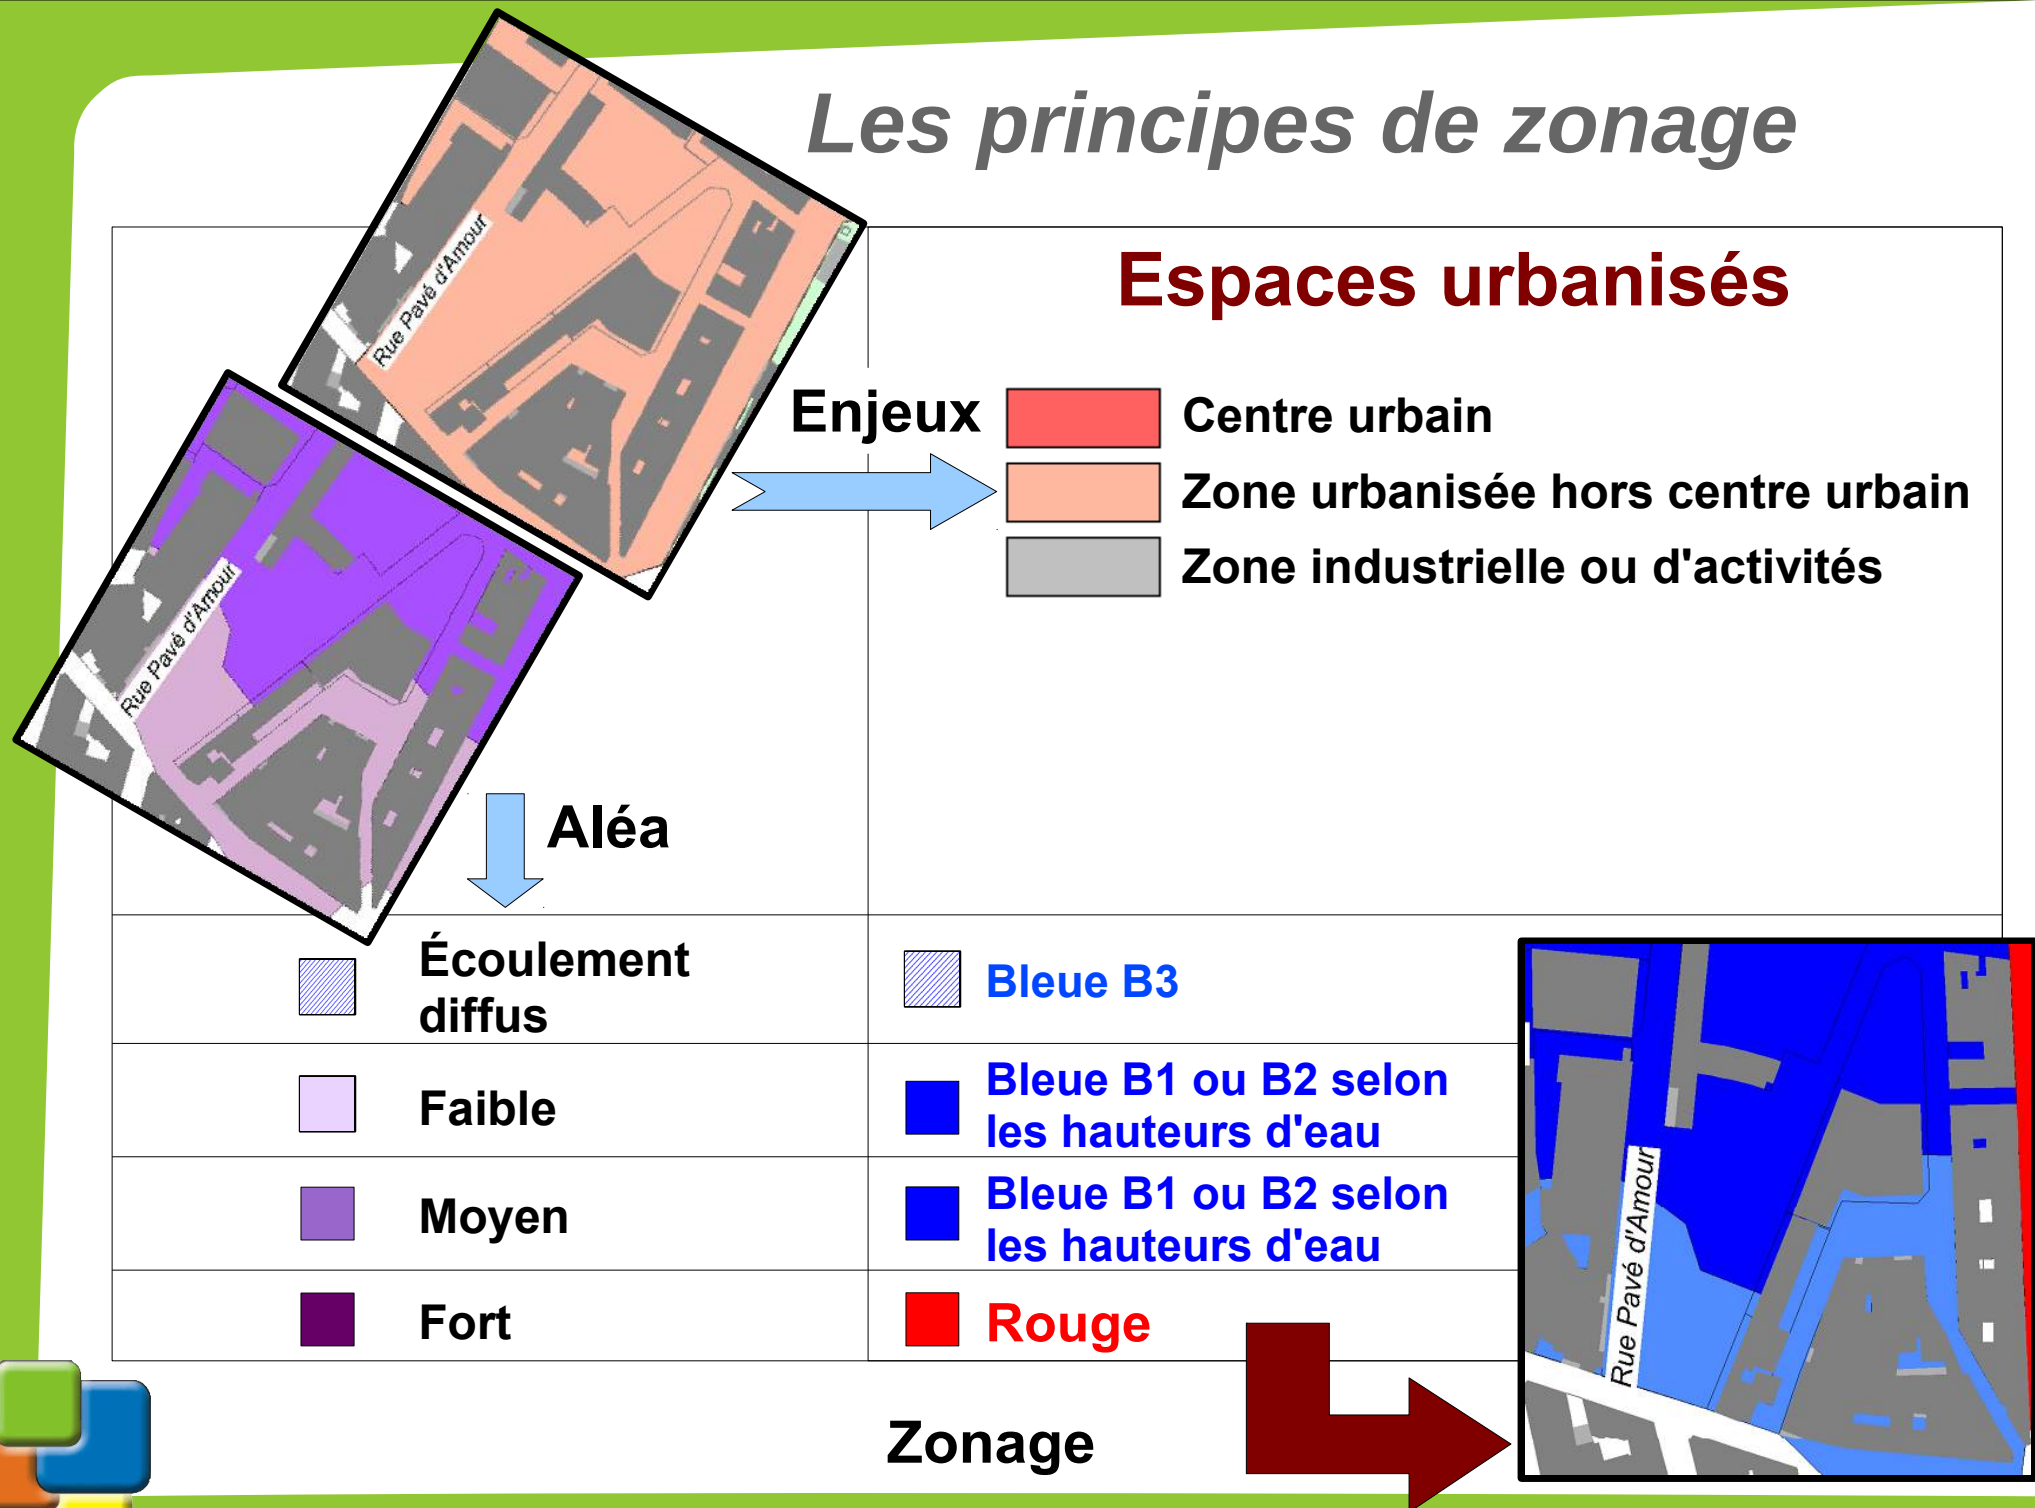 Les principes de zonage
Rue Pavé d'Amour
Espaces urbanisés
Enjeux
Centre urbain
Zone urbanisée hors centre urbain
Zone industrielle ou d'activités
Rue Pavé d'Amour
Aléa
Écoulement
diffus
Bleue B3
Faible
Bleue B1 ou B2 selon
les hauteurs d'eau
Moyen
Bleue B1 ou B2 selon
les hauteurs d'eau
Fort
Rouge
Rue Pavé d'Amour
Zonage